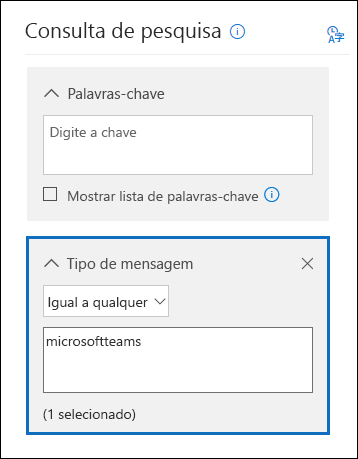 Consulta de pesquisa
Palavras-chave
Digite a chave
Mostrar lista de palavras-chave
Tipo de mensagem
Igual a qualquer
microsoftteams
(1 selecionado)